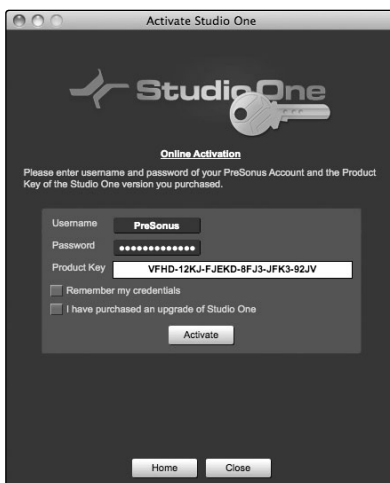 Activate Studio One
Studio One
Online Activation
Please enter username and password of your PreSonus Account and the Product
Key of the Studio One version you purchased.
Username PreSonus
Password ●●●●●●●●●●●●●
Product Key VFHD-12KJ-FJEKD-8FJ3-JFK3-92JV
Remember my credentials
I have purchased an upgrade of Studio One
Activate
Home Close